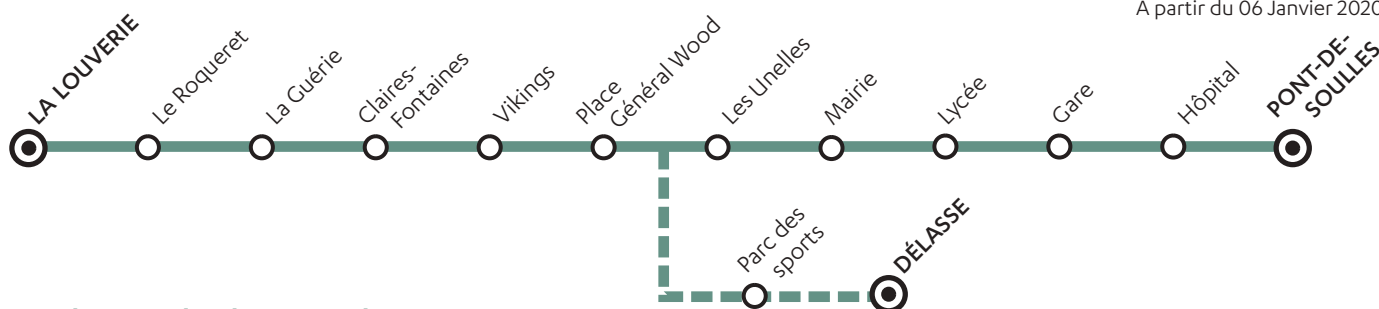 A partir du 06 Janvier 2020
LA LOUVERIE
Le Roqueret
La Guérie
Claires-
Fontaines
Vikings
Place
Général Wood
Les Unelles
Mairie
Lycée
Gare
Hôpital
PONT-DE-
SOULLES
Parc des
sports
DÉLASSE